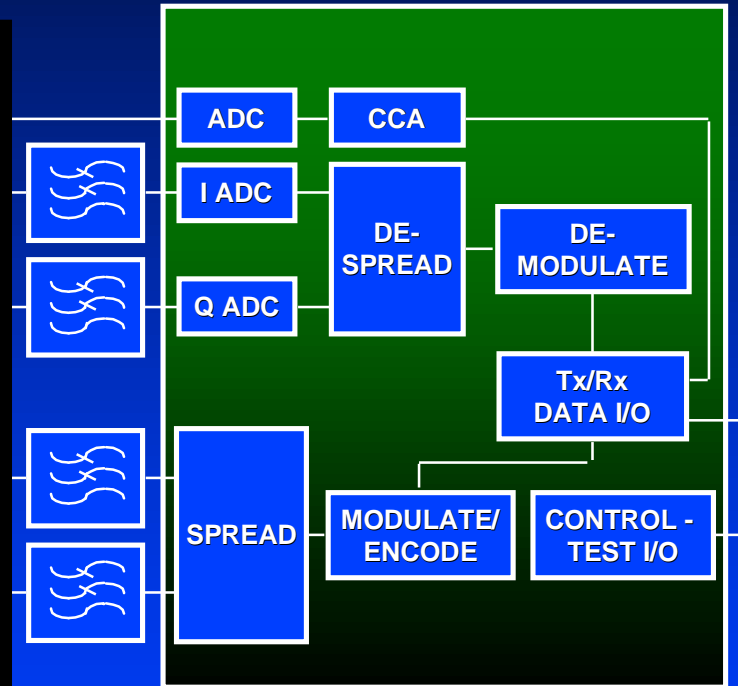 ADC
CCA
I ADC
DE-
SPREAD
DE-
MODULATE
Q ADC
Tx/Rx
DATA I/O
SPREAD
MODULATE/
ENCODE
CONTROL -
TEST I/O